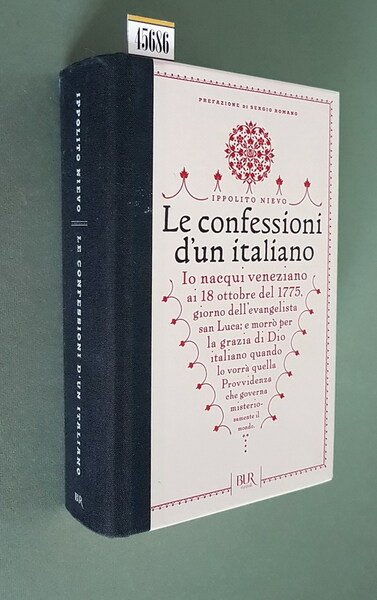 15686
PREFAZIONE DI SERGIO ROMANO
IPPOLITO NIEVO
Le confessioni
d'un italiano
Io nacqui veneziano
ai 18 ottobre del 1775,
giorno dell'evangelista
san Luca; e morrò per
la grazia di Dio
italiano quando
lo vorrà quella
Provvidenza
che governa
misterio-
samente il
mondo.
BUR
IPPOLITO NIEVO LE CONFESSIONI D'UN ITALIANO
BUR